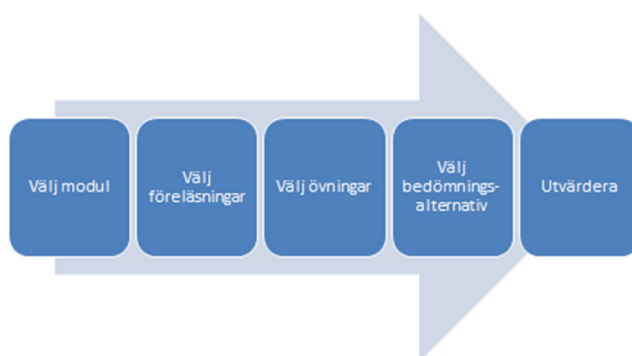 Välj modul
Välj
föreläsningar
Välj övningar
Välj
bedömnings-
alternativ
Utvärdera